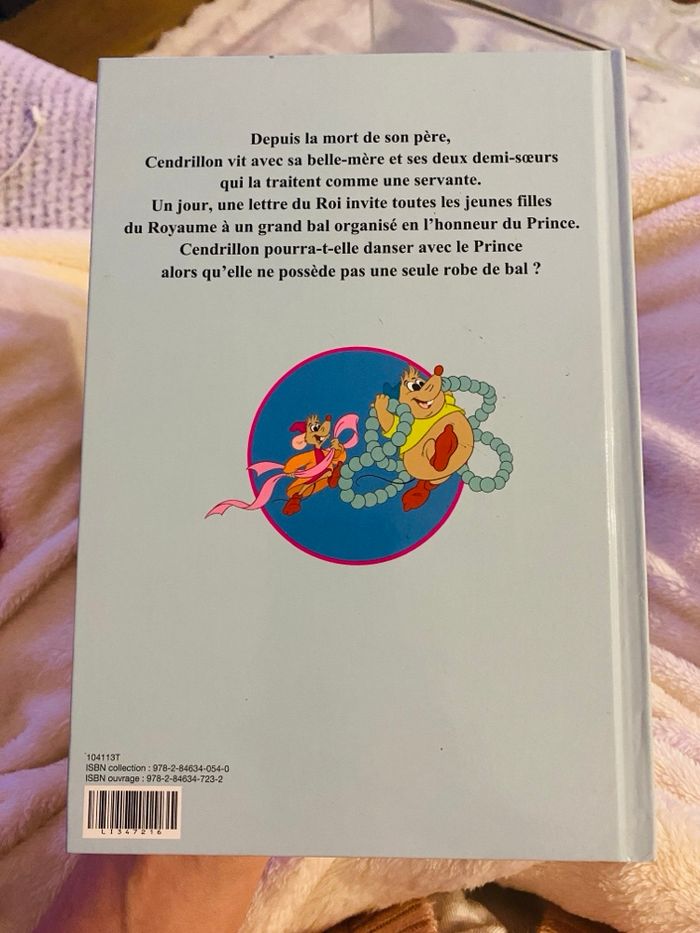 Depuis la mort de son père,
Cendrillon vit avec sa belle-mère et ses deux demi-sœurs
qui la traitent comme une servante.
Un jour, une lettre du Roi invite toutes les jeunes filles
du Royaume à un grand bal organisé en l’honneur du Prince.
Cendrillon pourra-t-elle danser avec le Prince
alors qu’elle ne possède pas une seule robe de bal ?
104113T
ISBN collection : 978-2-84634-054-0
ISBN ouvrage : 978-2-84634-723-2
LI347216